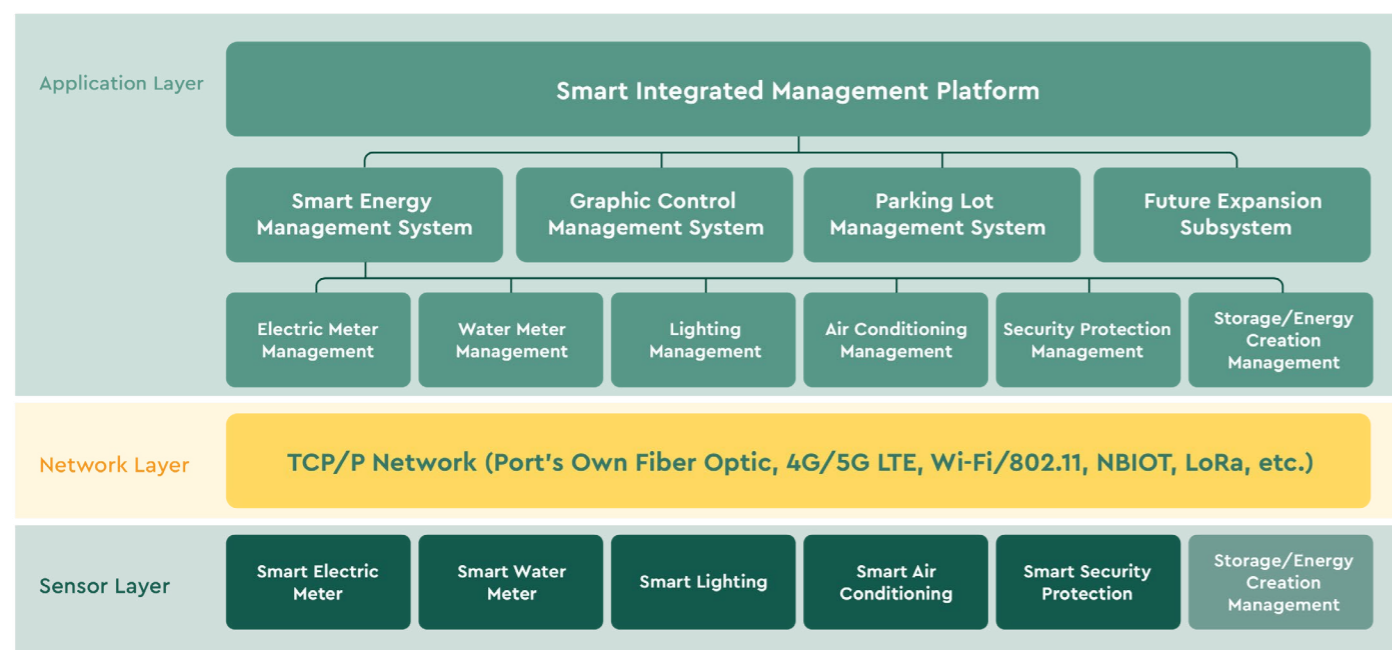 Application Layer
Smart Integrated Management Platform
Smart Energy
Management System
Graphic Control
Management System
Parking Lot
Management System
Future Expansion
Subsystem
Electric Meter
Management
Water Meter
Management
Lighting
Management
Air Conditioning
Management
Security Protection
Management
Storage/Energy
Creation
Management
Network Layer
TCP/P Network (Port's Own Fiber Optic, 4G/5G LTE, Wi-Fi/802.11, NBIOT, LoRa, etc.)
Sensor Layer
Smart Electric
Meter
Smart Water
Meter
Smart Lighting
Smart Air
Conditioning
Smart Security
Protection
Storage/Energy
Creation
Management